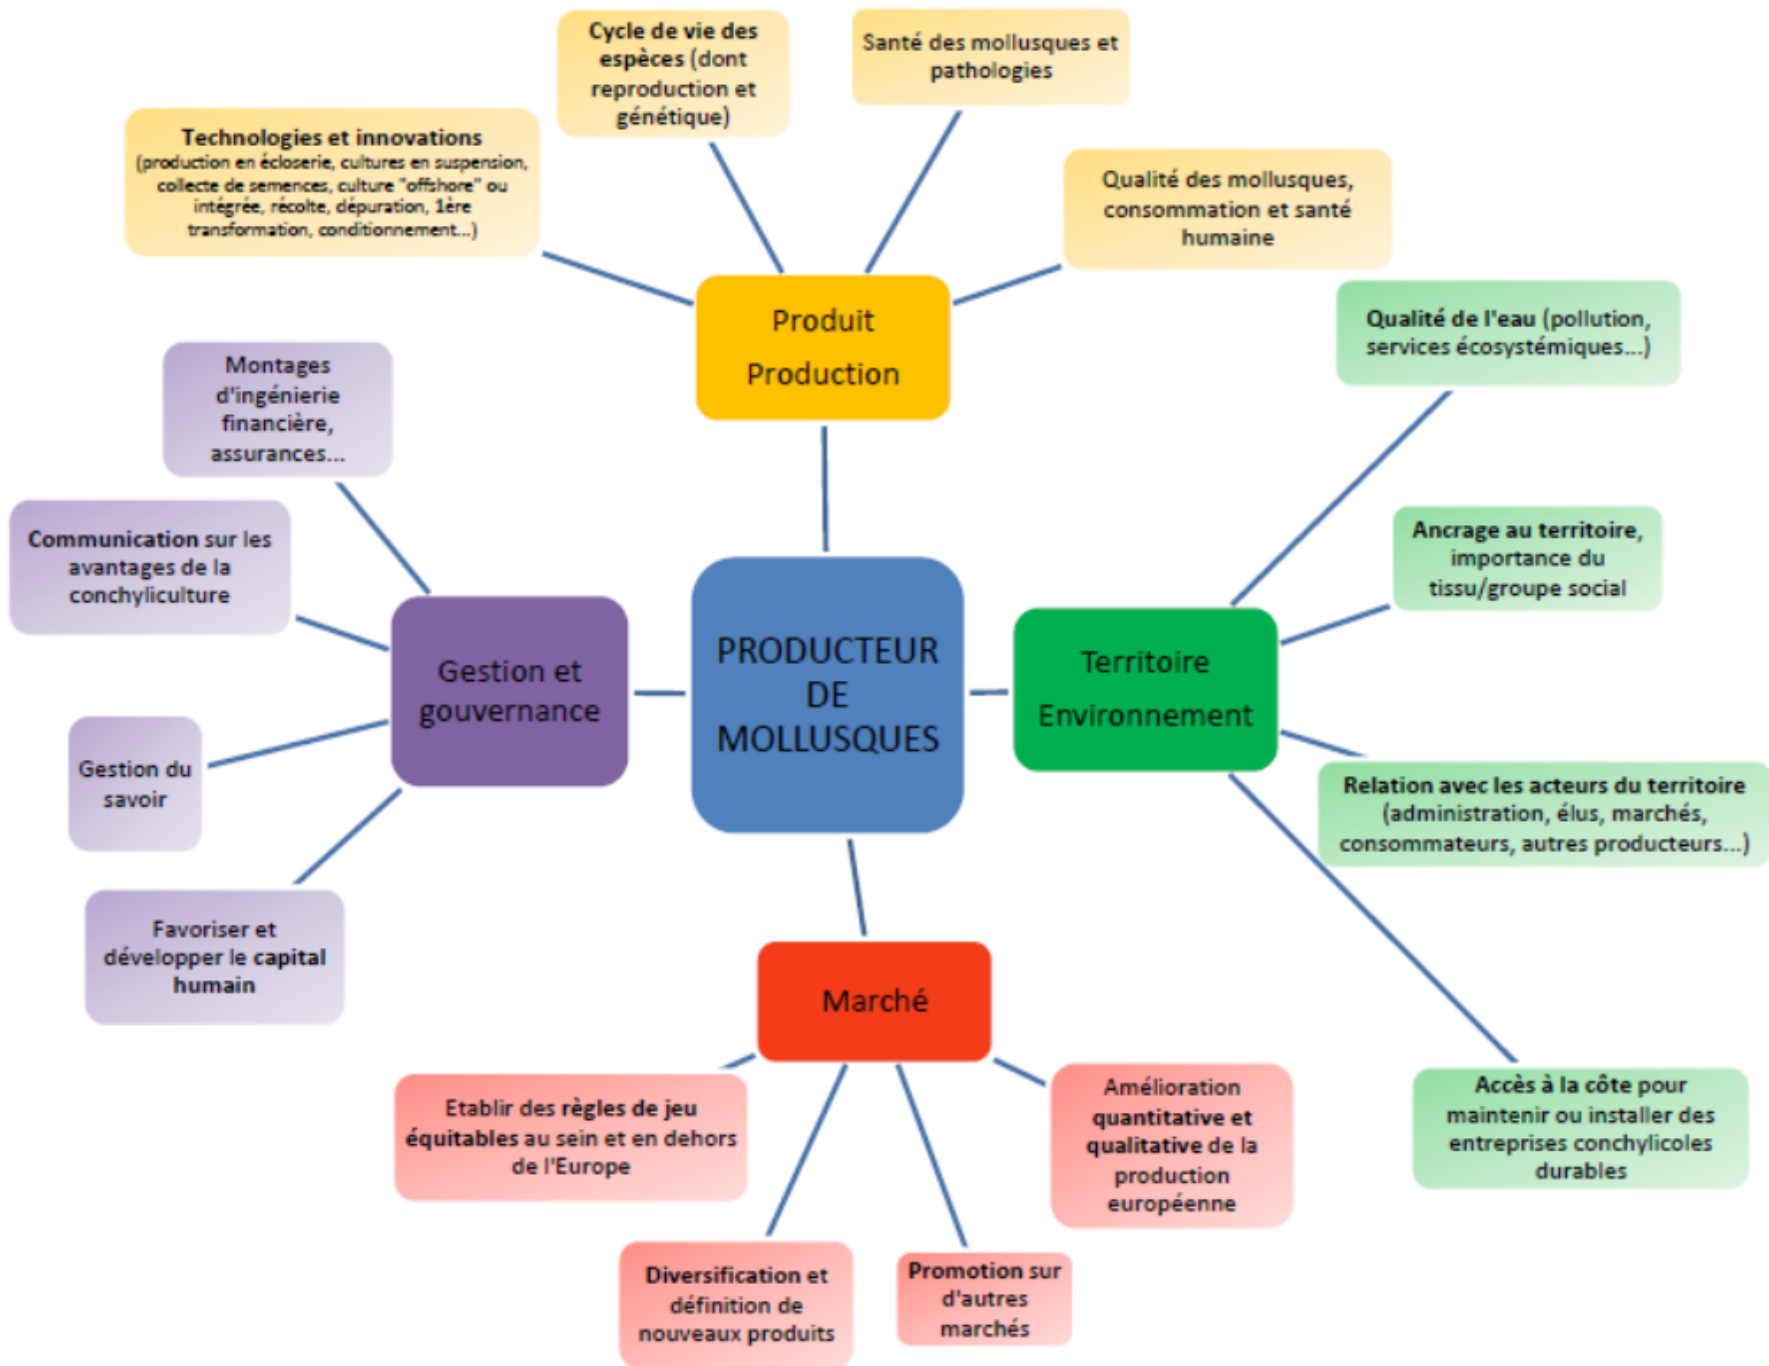 Cycle de vie des
espèces (dont
reproduction et
génétique)
Santé des mollusques et
pathologies
Technologies et innovations
(production en écloserie, cultures en suspension,
collecte de semences, culture "offshore" ou
intégrée, récolte, dépuration, 1ère
transformation, conditionnement...)
Qualité des mollusques,
consommation et santé
humaine
Produit
Production
Qualité de l'eau (pollution,
services écosystémiques...)
Montages
d'ingénierie
financière,
assurances...
Communication sur les
avantages de la
conchyliculture
Ancrage au territoire,
importance du
tissu/groupe social
Gestion et
gouvernance
PRODUCTEUR
DE
MOLLUSQUES
Territoire
Environnement
Gestion du
savoir
Relation avec les acteurs du territoire
(administration, élus, marchés,
consommateurs, autres producteurs...)
Favoriser et
développer le capital
humain
Marché
Etablir des règles de jeu
équitables au sein et en dehors
de l'Europe
Amélioration
quantitative et
qualitative de la
production
européenne
Accès à la côte pour
maintenir ou installer des
entreprises conchylicoles
durables
Diversification et
définition de
nouveaux produits
Promotion sur
d'autres
marchés